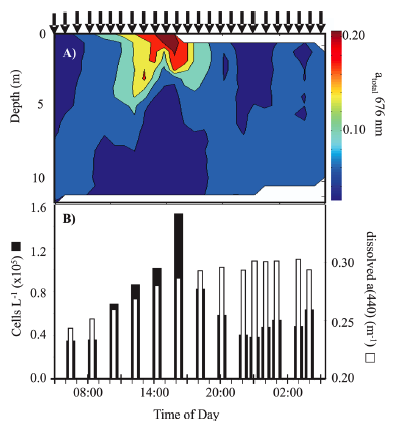 0
A)
0.20
Depth (m)
5
0.10
a_total 676 nm
10
1.6
B)
1.2
0.30
Cells L⁻¹ (x10⁵) ■
0.8
0.25
dissolved a(440) (m⁻¹) □
0.4
0.0
0.20
08:00 14:00 20:00 02:00
Time of Day